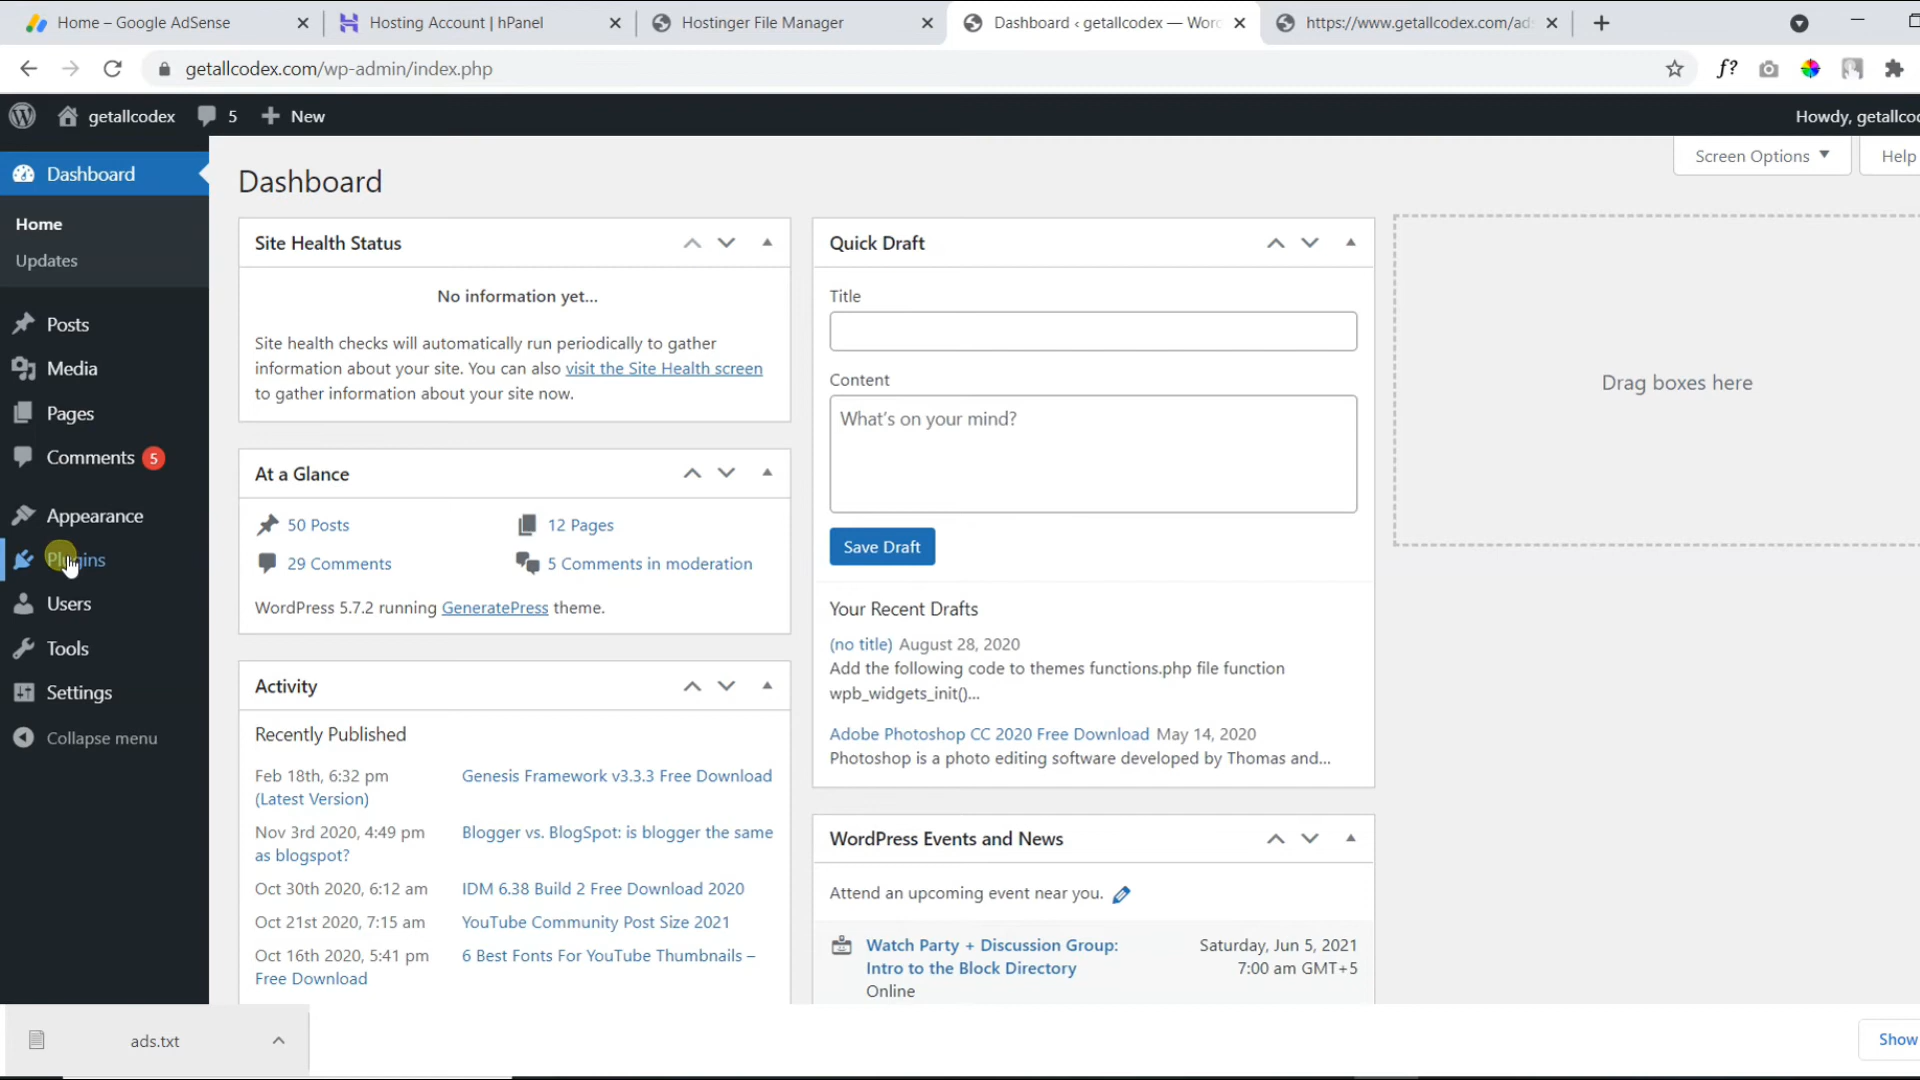 Home – Google AdSense
Hosting Account | hPanel
Hostinger File Manager
Dashboard ‹ getallcodex — Worc
https://www.getallcodex.com/ad
getallcodex.com/wp-admin/index.php
f?
getallcodex
5
New
Howdy, getallcod
Dashboard
Home
Updates
Posts
Media
Pages
Comments 5
Appearance
Plugins
Users
Tools
Settings
Collapse menu
Screen Options
Help
Dashboard
Site Health Status
No information yet...
Site health checks will automatically run periodically to gather
information about your site. You can also visit the Site Health screen
to gather information about your site now.
At a Glance
50 Posts
12 Pages
29 Comments
5 Comments in moderation
WordPress 5.7.2 running GeneratePress theme.
Activity
Recently Published
Feb 18th, 6:32 pm Genesis Framework v3.3.3 Free Download
(Latest Version)
Nov 3rd 2020, 4:49 pm Blogger vs. BlogSpot: is blogger the same
as blogspot?
Oct 30th 2020, 6:12 am IDM 6.38 Build 2 Free Download 2020
Oct 21st 2020, 7:15 am YouTube Community Post Size 2021
Oct 16th 2020, 5:41 pm 6 Best Fonts For YouTube Thumbnails –
Free Download
Quick Draft
Title
Content
What's on your mind?
Save Draft
Your Recent Drafts
(no title) August 28, 2020
Add the following code to themes functions.php file function
wpb_widgets_init()...
Adobe Photoshop CC 2020 Free Download May 14, 2020
Photoshop is a photo editing software developed by Thomas and...
WordPress Events and News
Attend an upcoming event near you.
Watch Party + Discussion Group: Saturday, Jun 5, 2021
Intro to the Block Directory 7:00 am GMT+5
Online
Drag boxes here
ads.txt
Show